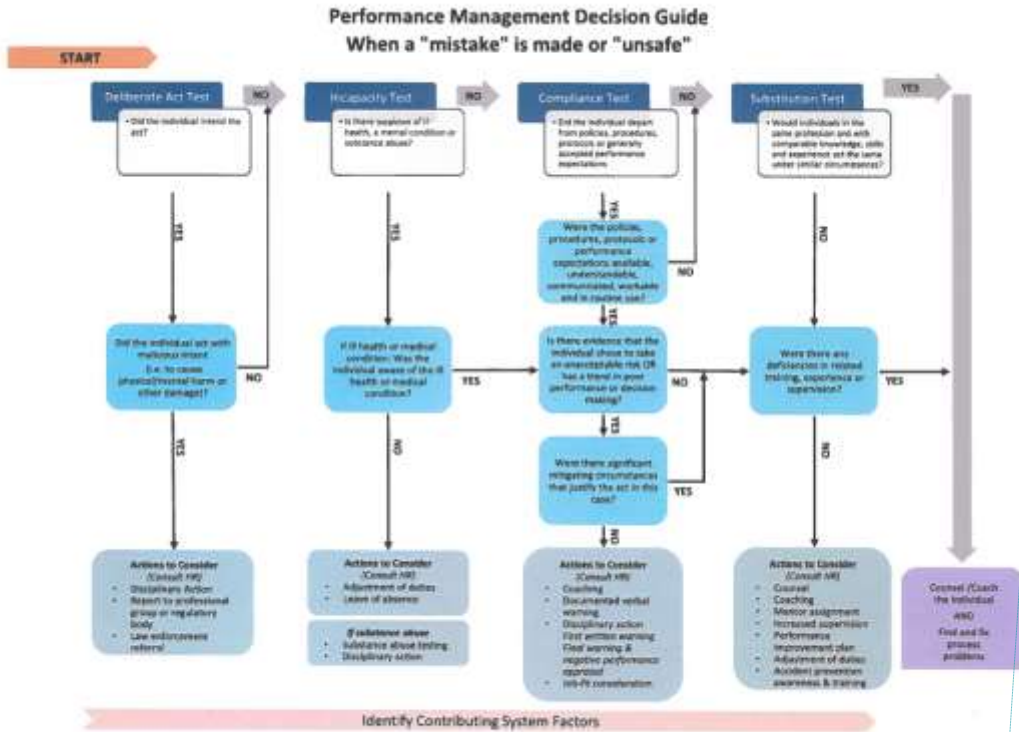 Performance Management Decision Guide
When a "mistake" is made or "unsafe"
START
Deliberate Act Test
NO
• Did the individual intend the
act?
YES
Did the individual act with
malicious intent
(i.e. to cause
physical/mental harm or
other damage)?
NO
YES
Actions to Consider
(Consult HR)
• Disciplinary Action
• Report to professional
group or regulatory
body
• Law enforcement
referral
Incapacity Test
NO
• Is there evidence of ill
health, a mental condition or
substance abuse?
YES
If ill health or medical
condition: Was the
individual aware of the ill
health or medical
condition?
YES
NO
Actions to Consider
(Consult HR)
• Adjustment of duties
• Leave of absence
If substance abuse
• Substance abuse testing
• Disciplinary action
Compliance Test
NO
• Did the individual depart
from policies, procedures,
protocols or generally
accepted performance
expectations
YES
Were the policies,
procedures, protocols or
performance
expectations available,
understandable,
communicated, workable
and in routine use?
NO
YES
Is there evidence that the
individual chose to take
an unacceptable risk OR
has a trend in poor
performance or decision
making?
NO
YES
Were there significant
mitigating circumstances
that justify the act in this
case?
YES
NO
Actions to Consider
(Consult HR)
• Coaching
• Documented verbal
warning
• Disciplinary action
First written warning
Final warning &
negative performance
appraisal
• Job-Fit consideration
Substitution Test
YES
• Would individuals in the
same profession and with
comparable knowledge, skills
and experience act the same
under similar circumstances?
NO
Were there any
deficiencies in related
training, experience or
supervision?
YES
NO
Actions to Consider
(Consult HR)
• Counsel
• Coaching
• Mentor assignment
• Increased supervision
• Performance
improvement plan
• Adjustment of duties
• Accident prevention
awareness & training
Counsel /Coach
the Individual
AND
Find and fix
process
problems
Identify Contributing System Factors